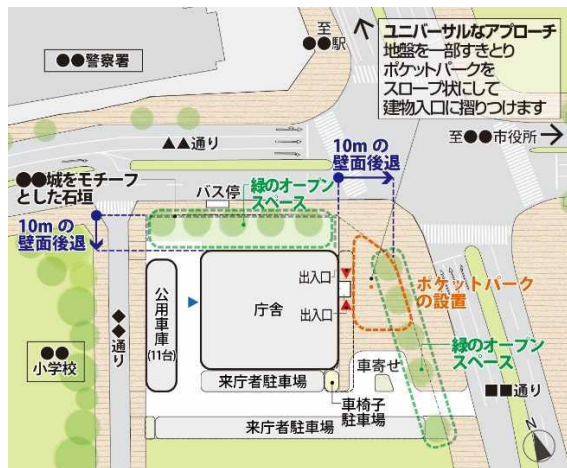 至
●●駅
ユニバーサルなアプローチ
地盤を一部すきとり
ポケットパークを
スロープ状にして
建物入口に摺りつけます
●●警察署
▲▲通り
至●●市役所
●●城をモチーフ
とした石垣
バス停
緑のオープン
スペース
10mの
壁面後退
10mの
壁面後退
出入口
出入口
ポケットパーク
の設置
公用車庫
(11台)
庁舎
◆◆通り
●●
小学校
緑のオープン
スペース
車寄せ
来庁者駐車場
車椅子
駐車場
■■通り
来庁者駐車場
N